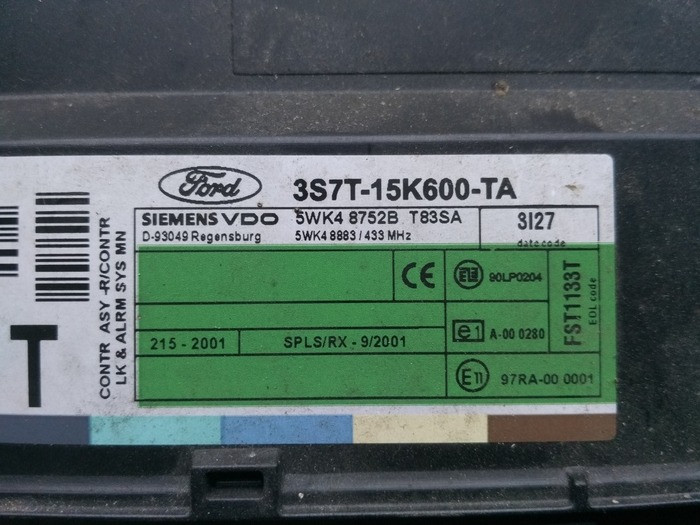 Ford
3S7T-15K600-TA
SIEMENS VDO 5WK4 8752B T83SA
D-93049 Regensburg 5WK4 8883 / 433 MHz
3I27
datecode
CONTR ASY -R/CONTR
LK & ALRM SYS MN
T
CE
90LP0204
e1 A-00 0280
215 - 2001 SPLS/RX - 9/2001
E11 97RA-00 0001
FST1133T
EOL code